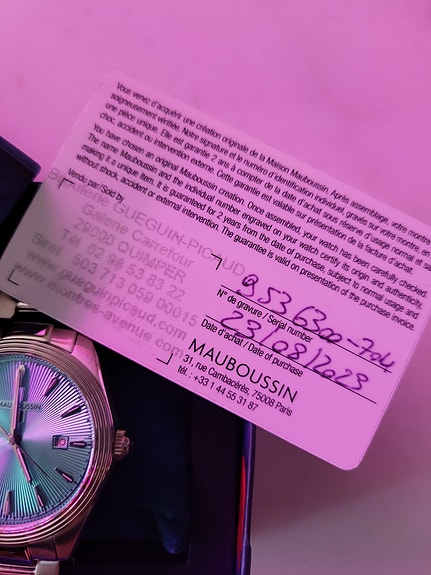 Vous venez d'acquérir une création originale de la Maison Mauboussin. Après assemblage, votre montre
soigneusement vérifiée. Notre signature et le numéro d'identification individuel, gravés sur votre montre, en
une pièce unique. Elle est garantie 2 ans à compter de la date d'achat sous réserve d'usage normal et sa
choc, accident ou intervention externe. Cette garantie est valable sur présentation de la facture d'achat.
You have chosen an original Mauboussin creation. Once assembled, your watch has been carefully checked.
The name Mauboussin and the individual number engraved on your watch certify its origin and authenticity,
making it a unique item. It is guaranteed for 2 years from the date of purchase, subject to normal usage and
without shock, accident or external intervention. The guarantee is valid on presentation of the purchase invoice.
Vendu par/Sold by
GUEGUIN-PICAUD
Galerie Carrefour
29000 QUIMPER
98 53 83 22
Siret 503 413 059 00015
www.gueguin-picaud.com
www.montres-avenue.com
9536300-704
N° de gravure / Serial number
23/08/2023
Date d'achat / Date of purchase
MAUBOUSSIN
31, rue Cambacérès, 75008 Paris
tél. : +33 1 44 55 31 87
MAUBOUSSIN